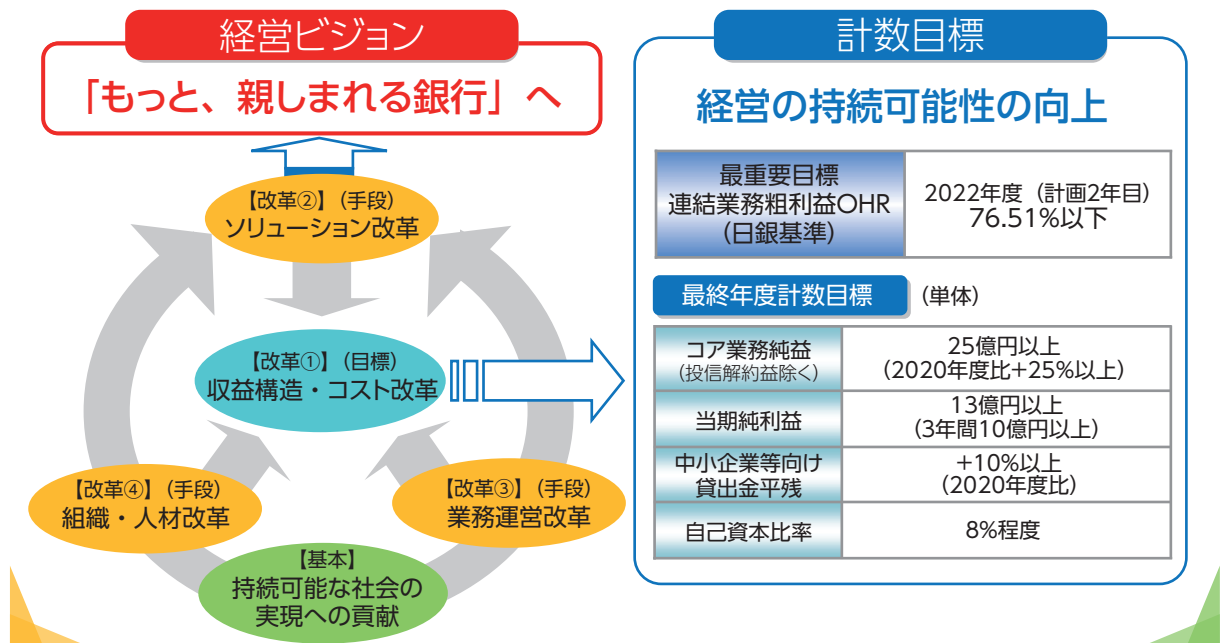 経営ビジョン
「もっと、親しまれる銀行」へ
【改革②】(手段)
ソリューション改革
【改革①】(目標)
収益構造・コスト改革
【改革④】(手段)
組織・人材改革
【改革③】(手段)
業務運営改革
【基本】
持続可能な社会の
実現への貢献
計数目標
経営の持続可能性の向上
最重要目標
連結業務粗利益OHR
(日銀基準)
2022年度(計画2年目)
76.51%以下
最終年度計数目標 (単体)
コア業務純益
(投信解約益除く)
25億円以上
(2020年度比+25%以上)
当期純利益
13億円以上
(3年間10億円以上)
中小企業等向け
貸出金平残
+10%以上
(2020年度比)
自己資本比率
8%程度